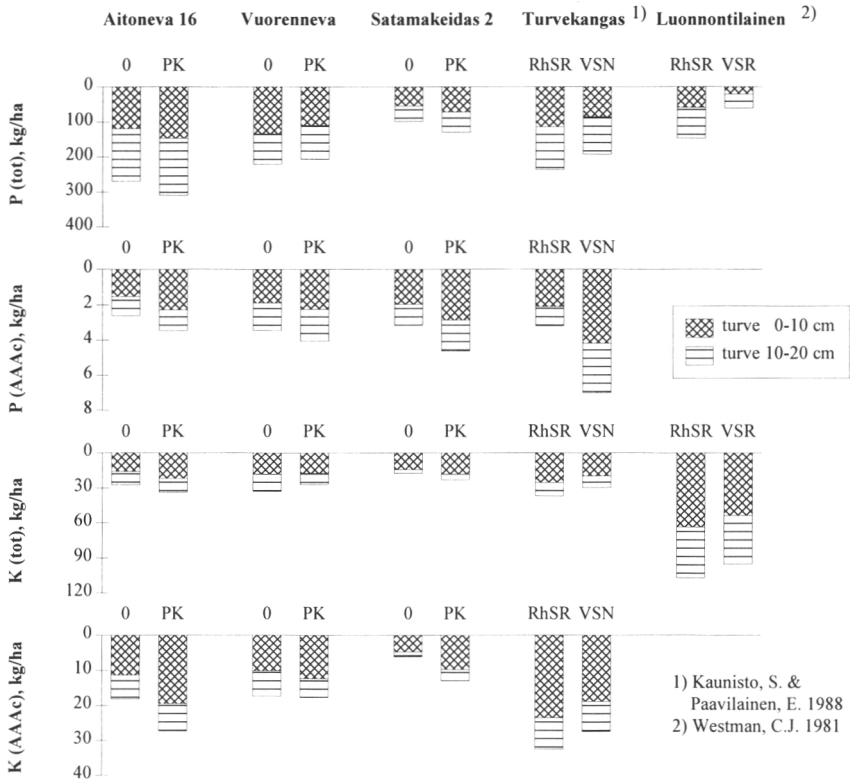 Aitoneva 16 Vuorenneva Satamakeidas 2 Turvekangas 1) Luonnontilainen 2)
0 PK 0 PK 0 PK RhSR VSN RhSR VSR
P (tot), kg/ha
0
100
200
300
400
0 PK 0 PK 0 PK RhSR VSN
P (AAAc), kg/ha
0
2
4
6
8
turve 0-10 cm
turve 10-20 cm
0 PK 0 PK 0 PK RhSR VSN RhSR VSR
K (tot), kg/ha
0
30
60
90
120
0 PK 0 PK 0 PK RhSR VSN
K (AAAc), kg/ha
0
10
20
30
40
1) Kaunisto, S. &
Paavilainen, E. 1988
2) Westman, C.J. 1981